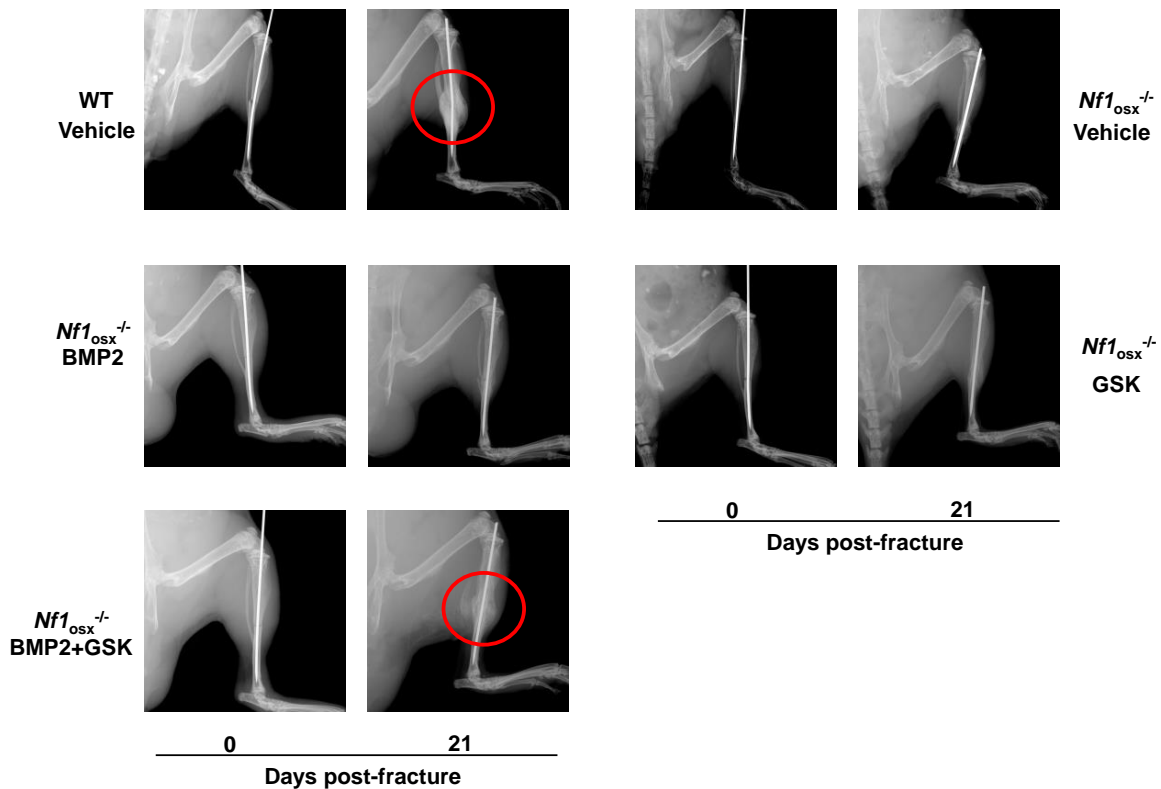 WT
Vehicle
Nf1osx-/-
Vehicle
Nf1osx-/-
BMP2
Nf1osx-/-
GSK
0 21
Days post-fracture
Nf1osx-/-
BMP2+GSK
0 21
Days post-fracture